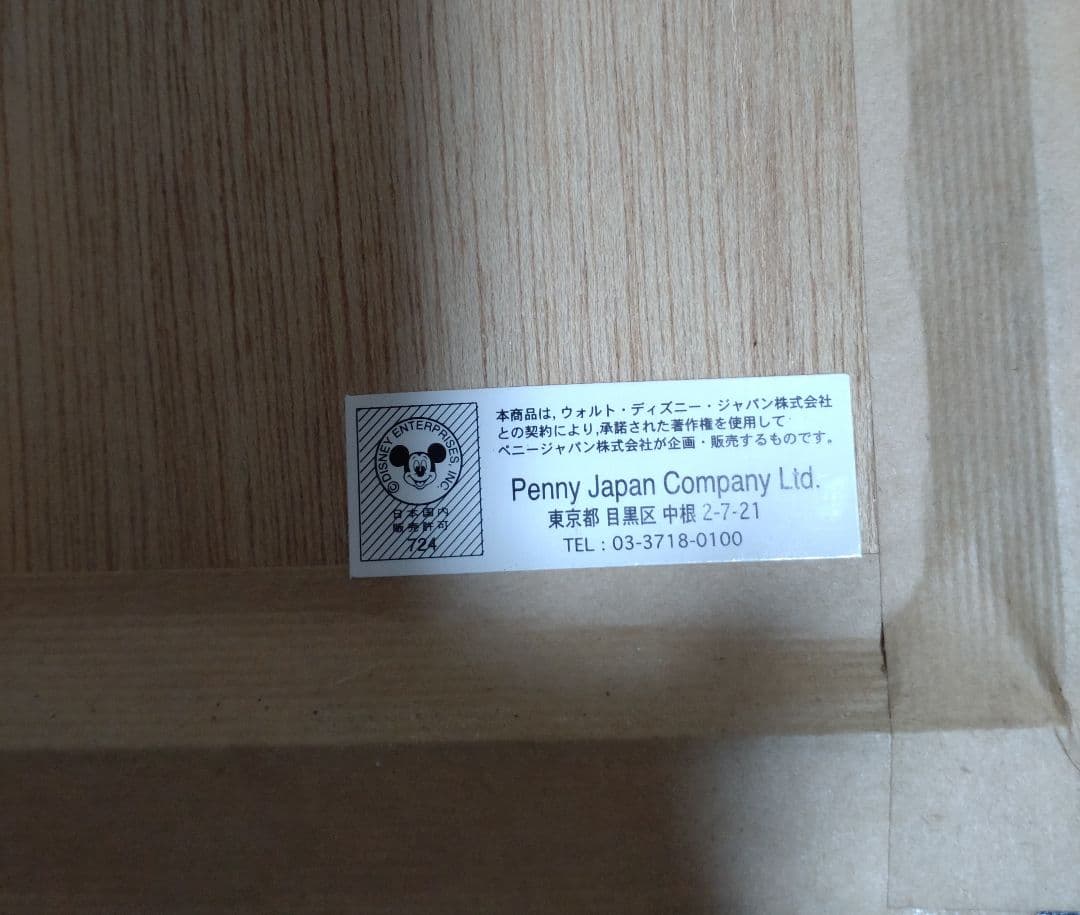 ©DISNEY ENTERPRISES, INC.
日本国内
販売許可
724
本商品は,ウォルト・ディズニー・ジャパン株式会社
との契約により,承諾された著作権を使用して
ペニージャパン株式会社が企画・販売するものです。
Penny Japan Company Ltd.
東京都 目黒区 中根 2-7-21
TEL : 03-3718-0100